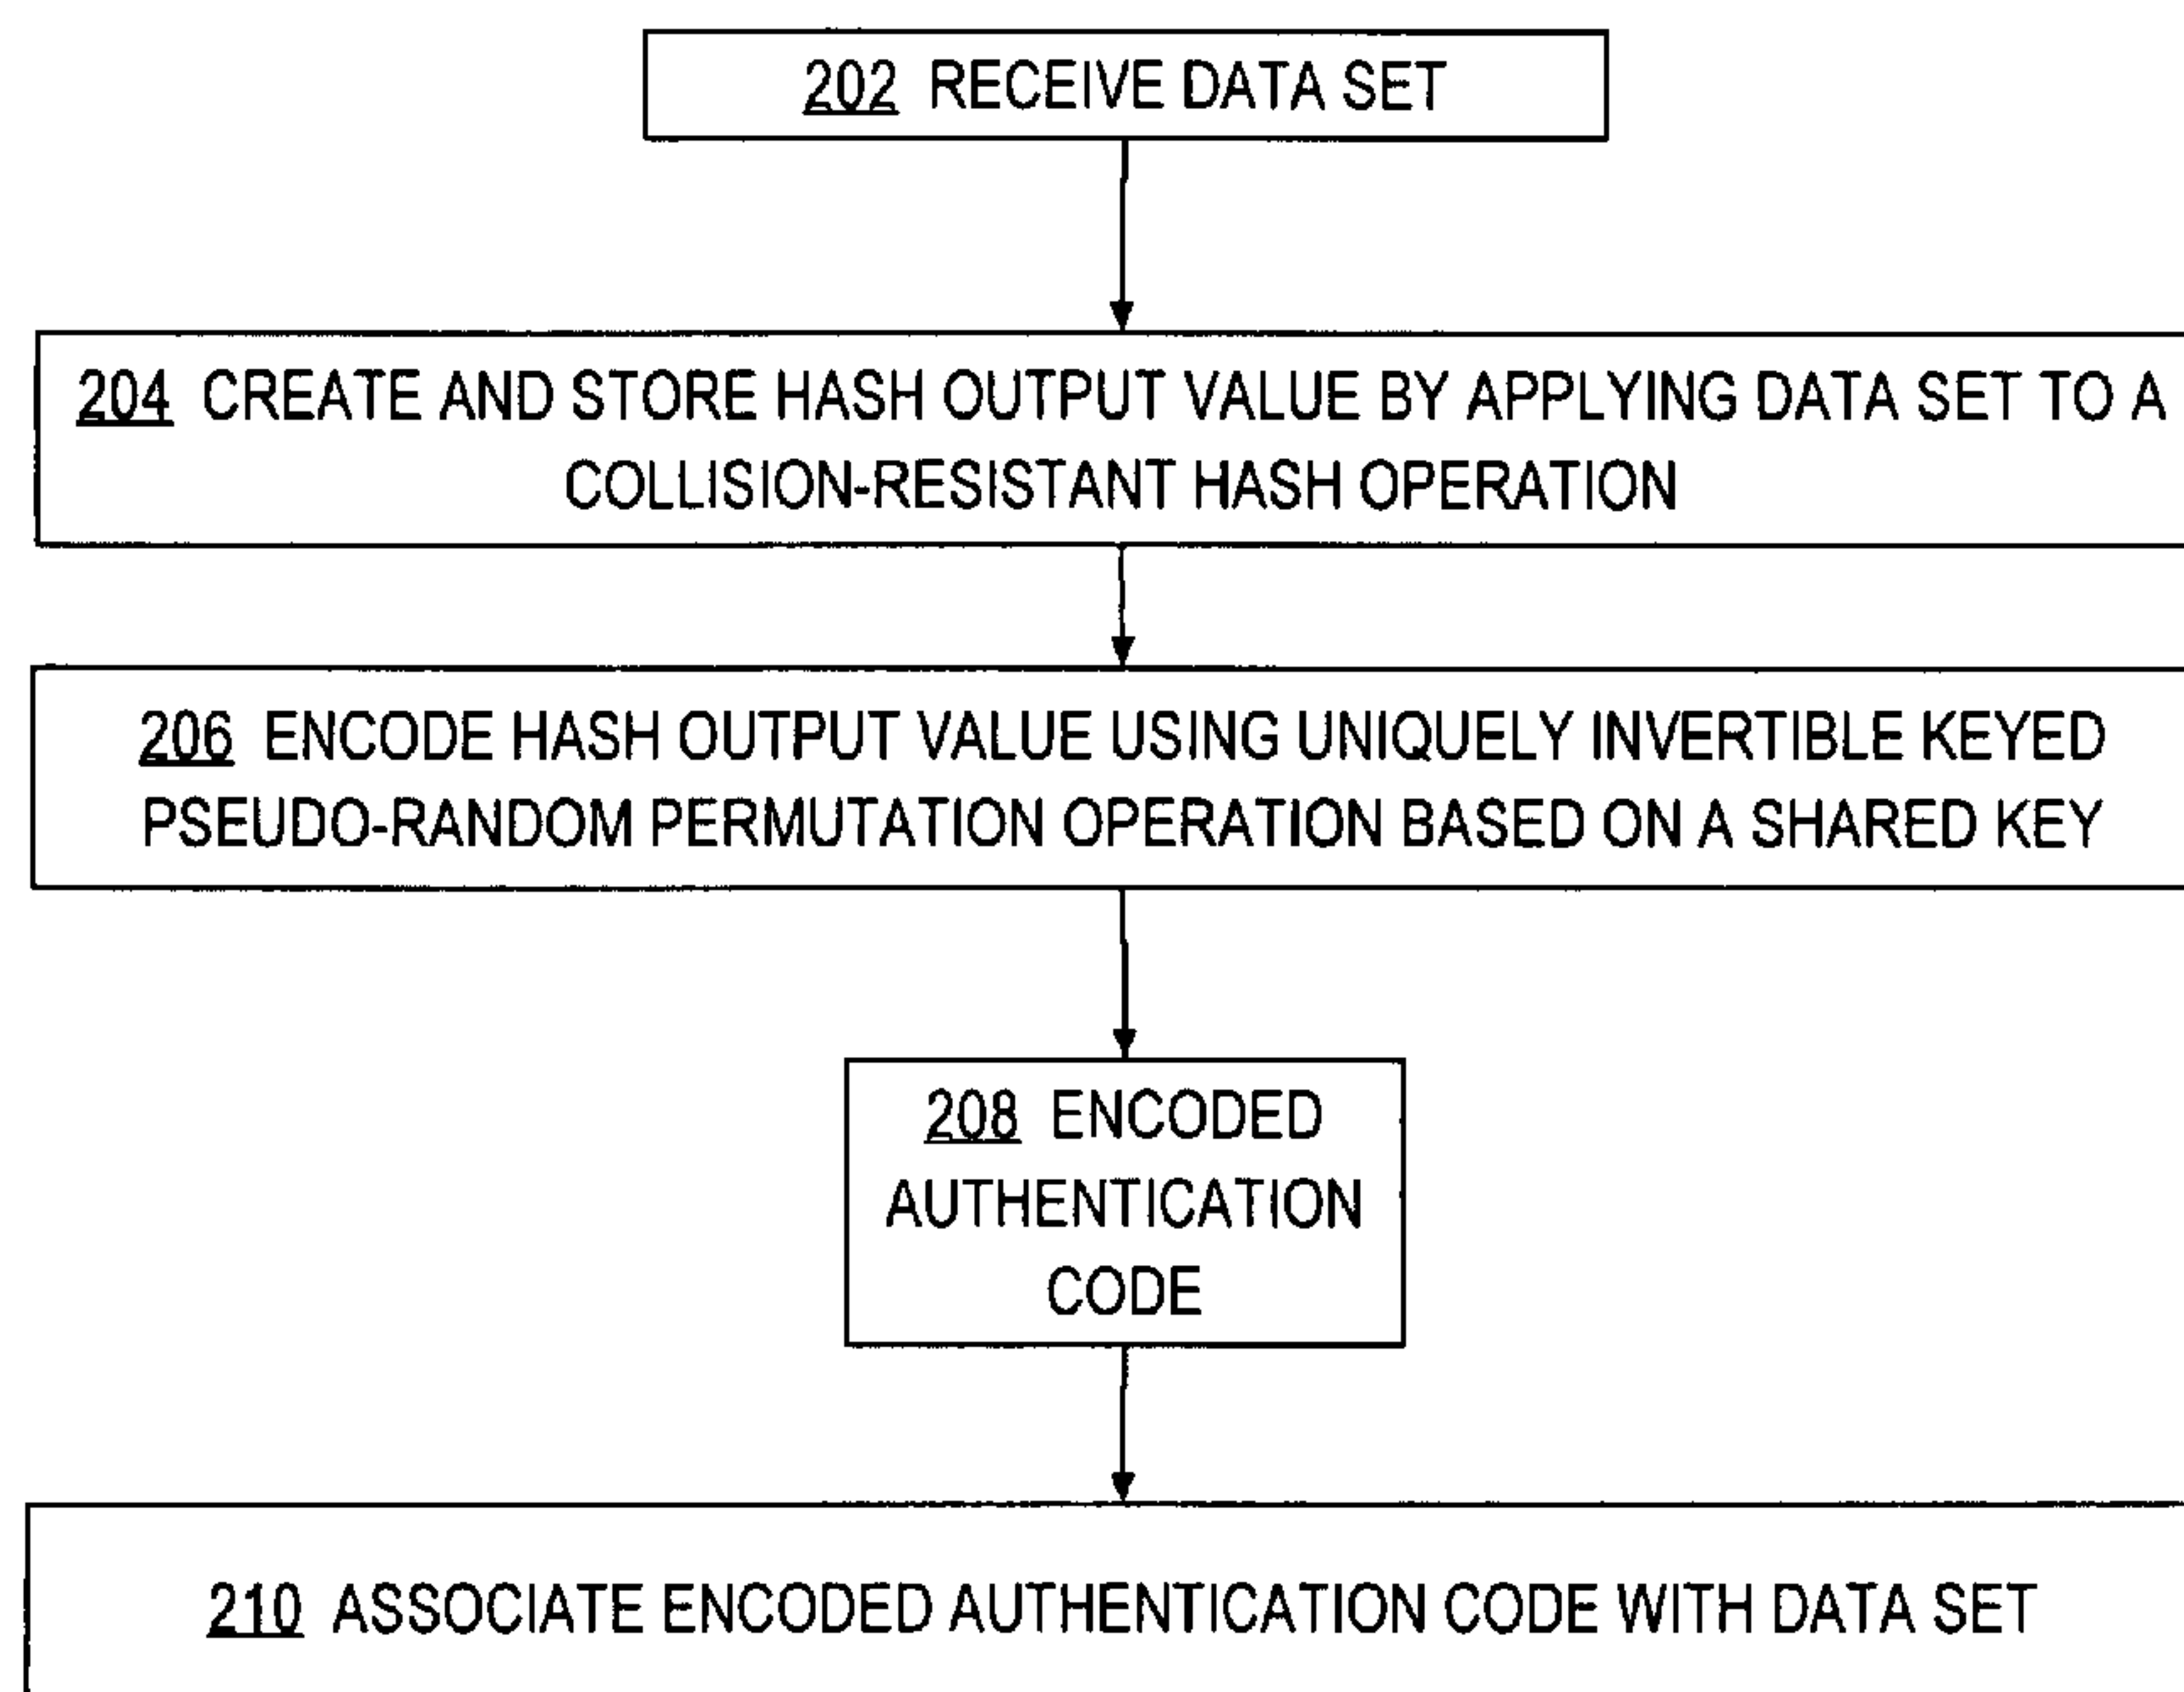 202 RECEIVE DATA SET
204 CREATE AND STORE HASH OUTPUT VALUE BY APPLYING DATA SET TO A
COLLISION-RESISTANT HASH OPERATION
206 ENCODE HASH OUTPUT VALUE USING UNIQUELY INVERTIBLE KEYED
PSEUDO-RANDOM PERMUTATION OPERATION BASED ON A SHARED KEY
208 ENCODED
AUTHENTICATION
CODE
210 ASSOCIATE ENCODED AUTHENTICATION CODE WITH DATA SET